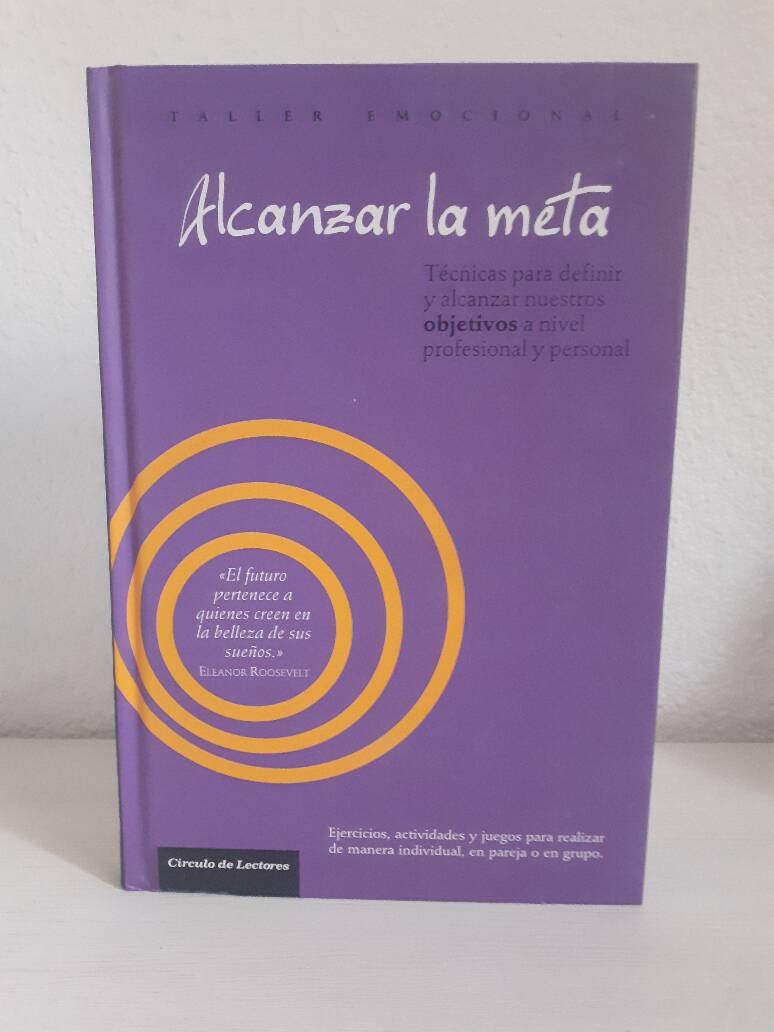 TALLER EMOCIONAL
Alcanzar la meta
Técnicas para definir
y alcanzar nuestros
objetivos a nivel
profesional y personal
«El futuro
pertenece a
quienes creen en
la belleza de sus
sueños.»
ELEANOR ROOSEVELT
Ejercicios, actividades y juegos para realizar
de manera individual, en pareja o en grupo.
Círculo de Lectores